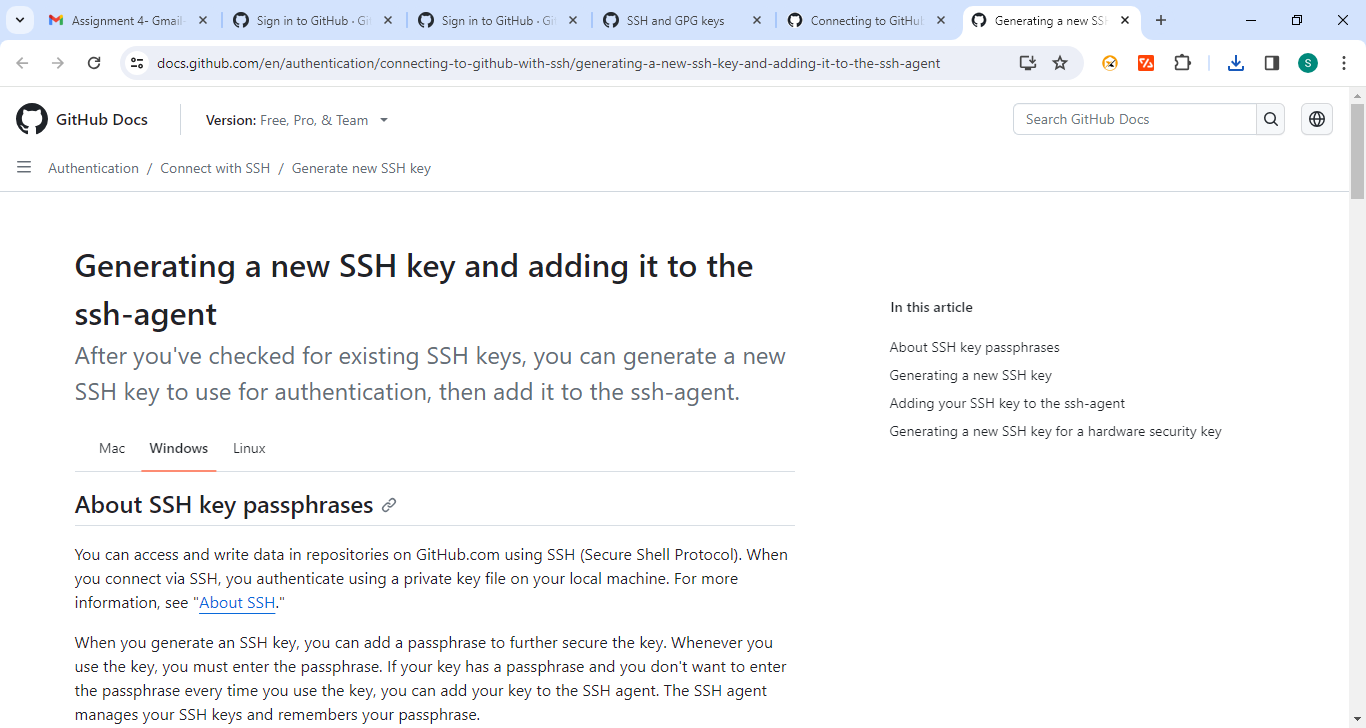 Assignment 4- Gmail
Sign in to GitHub · Gi
Sign in to GitHub · Gi
SSH and GPG keys
Connecting to GitHub
Generating a new SSH
docs.github.com/en/authentication/connecting-to-github-with-ssh/generating-a-new-ssh-key-and-adding-it-to-the-ssh-agent
S
GitHub Docs
Version: Free, Pro, & Team
Search GitHub Docs
Authentication / Connect with SSH / Generate new SSH key
Generating a new SSH key and adding it to the
ssh-agent
After you've checked for existing SSH keys, you can generate a new
SSH key to use for authentication, then add it to the ssh-agent.
Mac Windows Linux
About SSH key passphrases
You can access and write data in repositories on GitHub.com using SSH (Secure Shell Protocol). When
you connect via SSH, you authenticate using a private key file on your local machine. For more
information, see "About SSH."
When you generate an SSH key, you can add a passphrase to further secure the key. Whenever you
use the key, you must enter the passphrase. If your key has a passphrase and you don't want to enter
the passphrase every time you use the key, you can add your key to the SSH agent. The SSH agent
manages your SSH keys and remembers your passphrase.
In this article
About SSH key passphrases
Generating a new SSH key
Adding your SSH key to the ssh-agent
Generating a new SSH key for a hardware security key